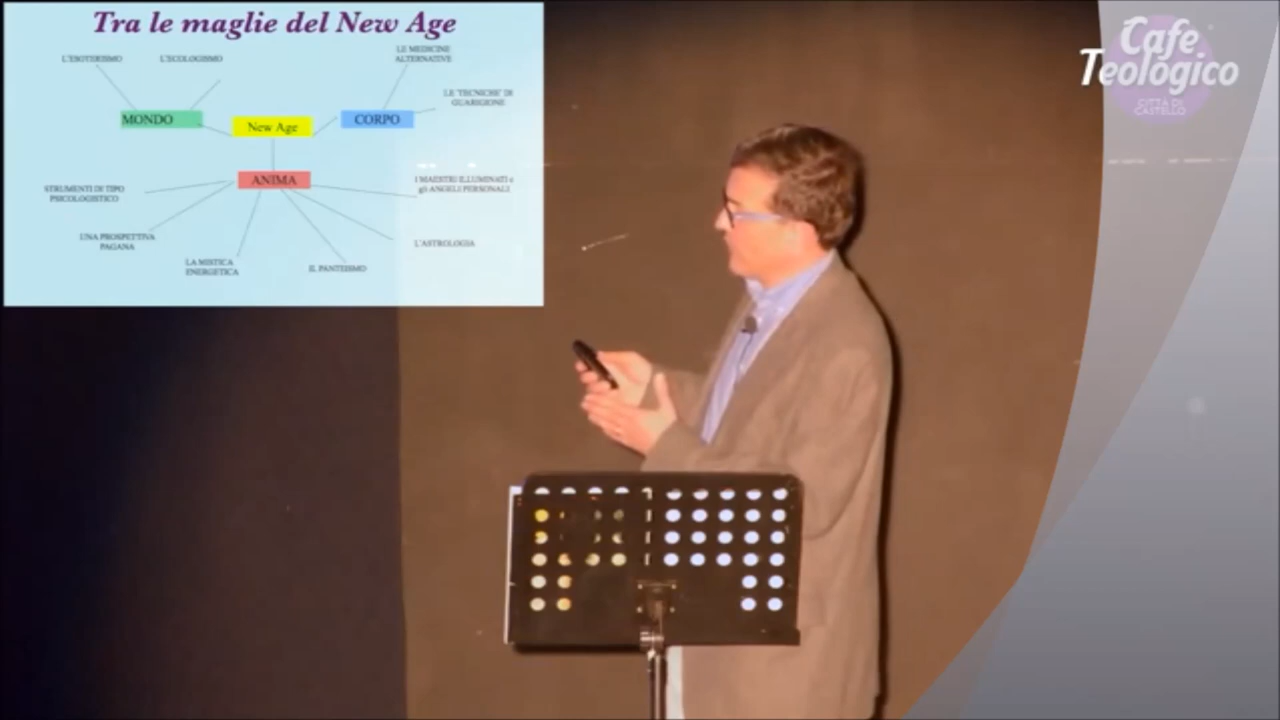 Tra le maglie del New Age
L'ESOTERISMO
L'ECOLOGISMO
LE MEDICINE
ALTERNATIVE
LE 'TECNICHE' DI
GUARIGIONE
MONDO
New Age
CORPO
ANIMA
STRUMENTI DI TIPO
PSICOLOGISTICO
I MAESTRI ILLUMINATI e
gli ANGELI PERSONALI
UNA PROSPETTIVA
PAGANA
L'ASTROLOGIA
LA MISTICA
ENERGETICA
IL PANTEISMO
Cafe
Teologico
CITTÀ DI
CASTELLO